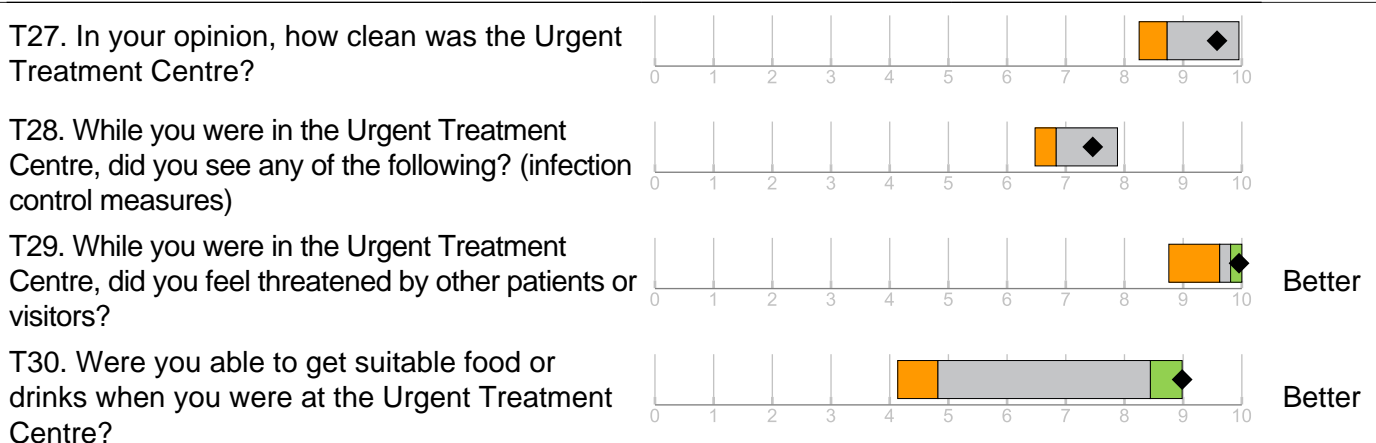 T27. In your opinion, how clean was the Urgent
Treatment Centre?
0 1 2 3 4 5 6 7 8 9 10
T28. While you were in the Urgent Treatment
Centre, did you see any of the following? (infection
control measures)
0 1 2 3 4 5 6 7 8 9 10
T29. While you were in the Urgent Treatment
Centre, did you feel threatened by other patients or
visitors?
0 1 2 3 4 5 6 7 8 9 10
Better
T30. Were you able to get suitable food or
drinks when you were at the Urgent Treatment
Centre?
0 1 2 3 4 5 6 7 8 9 10
Better